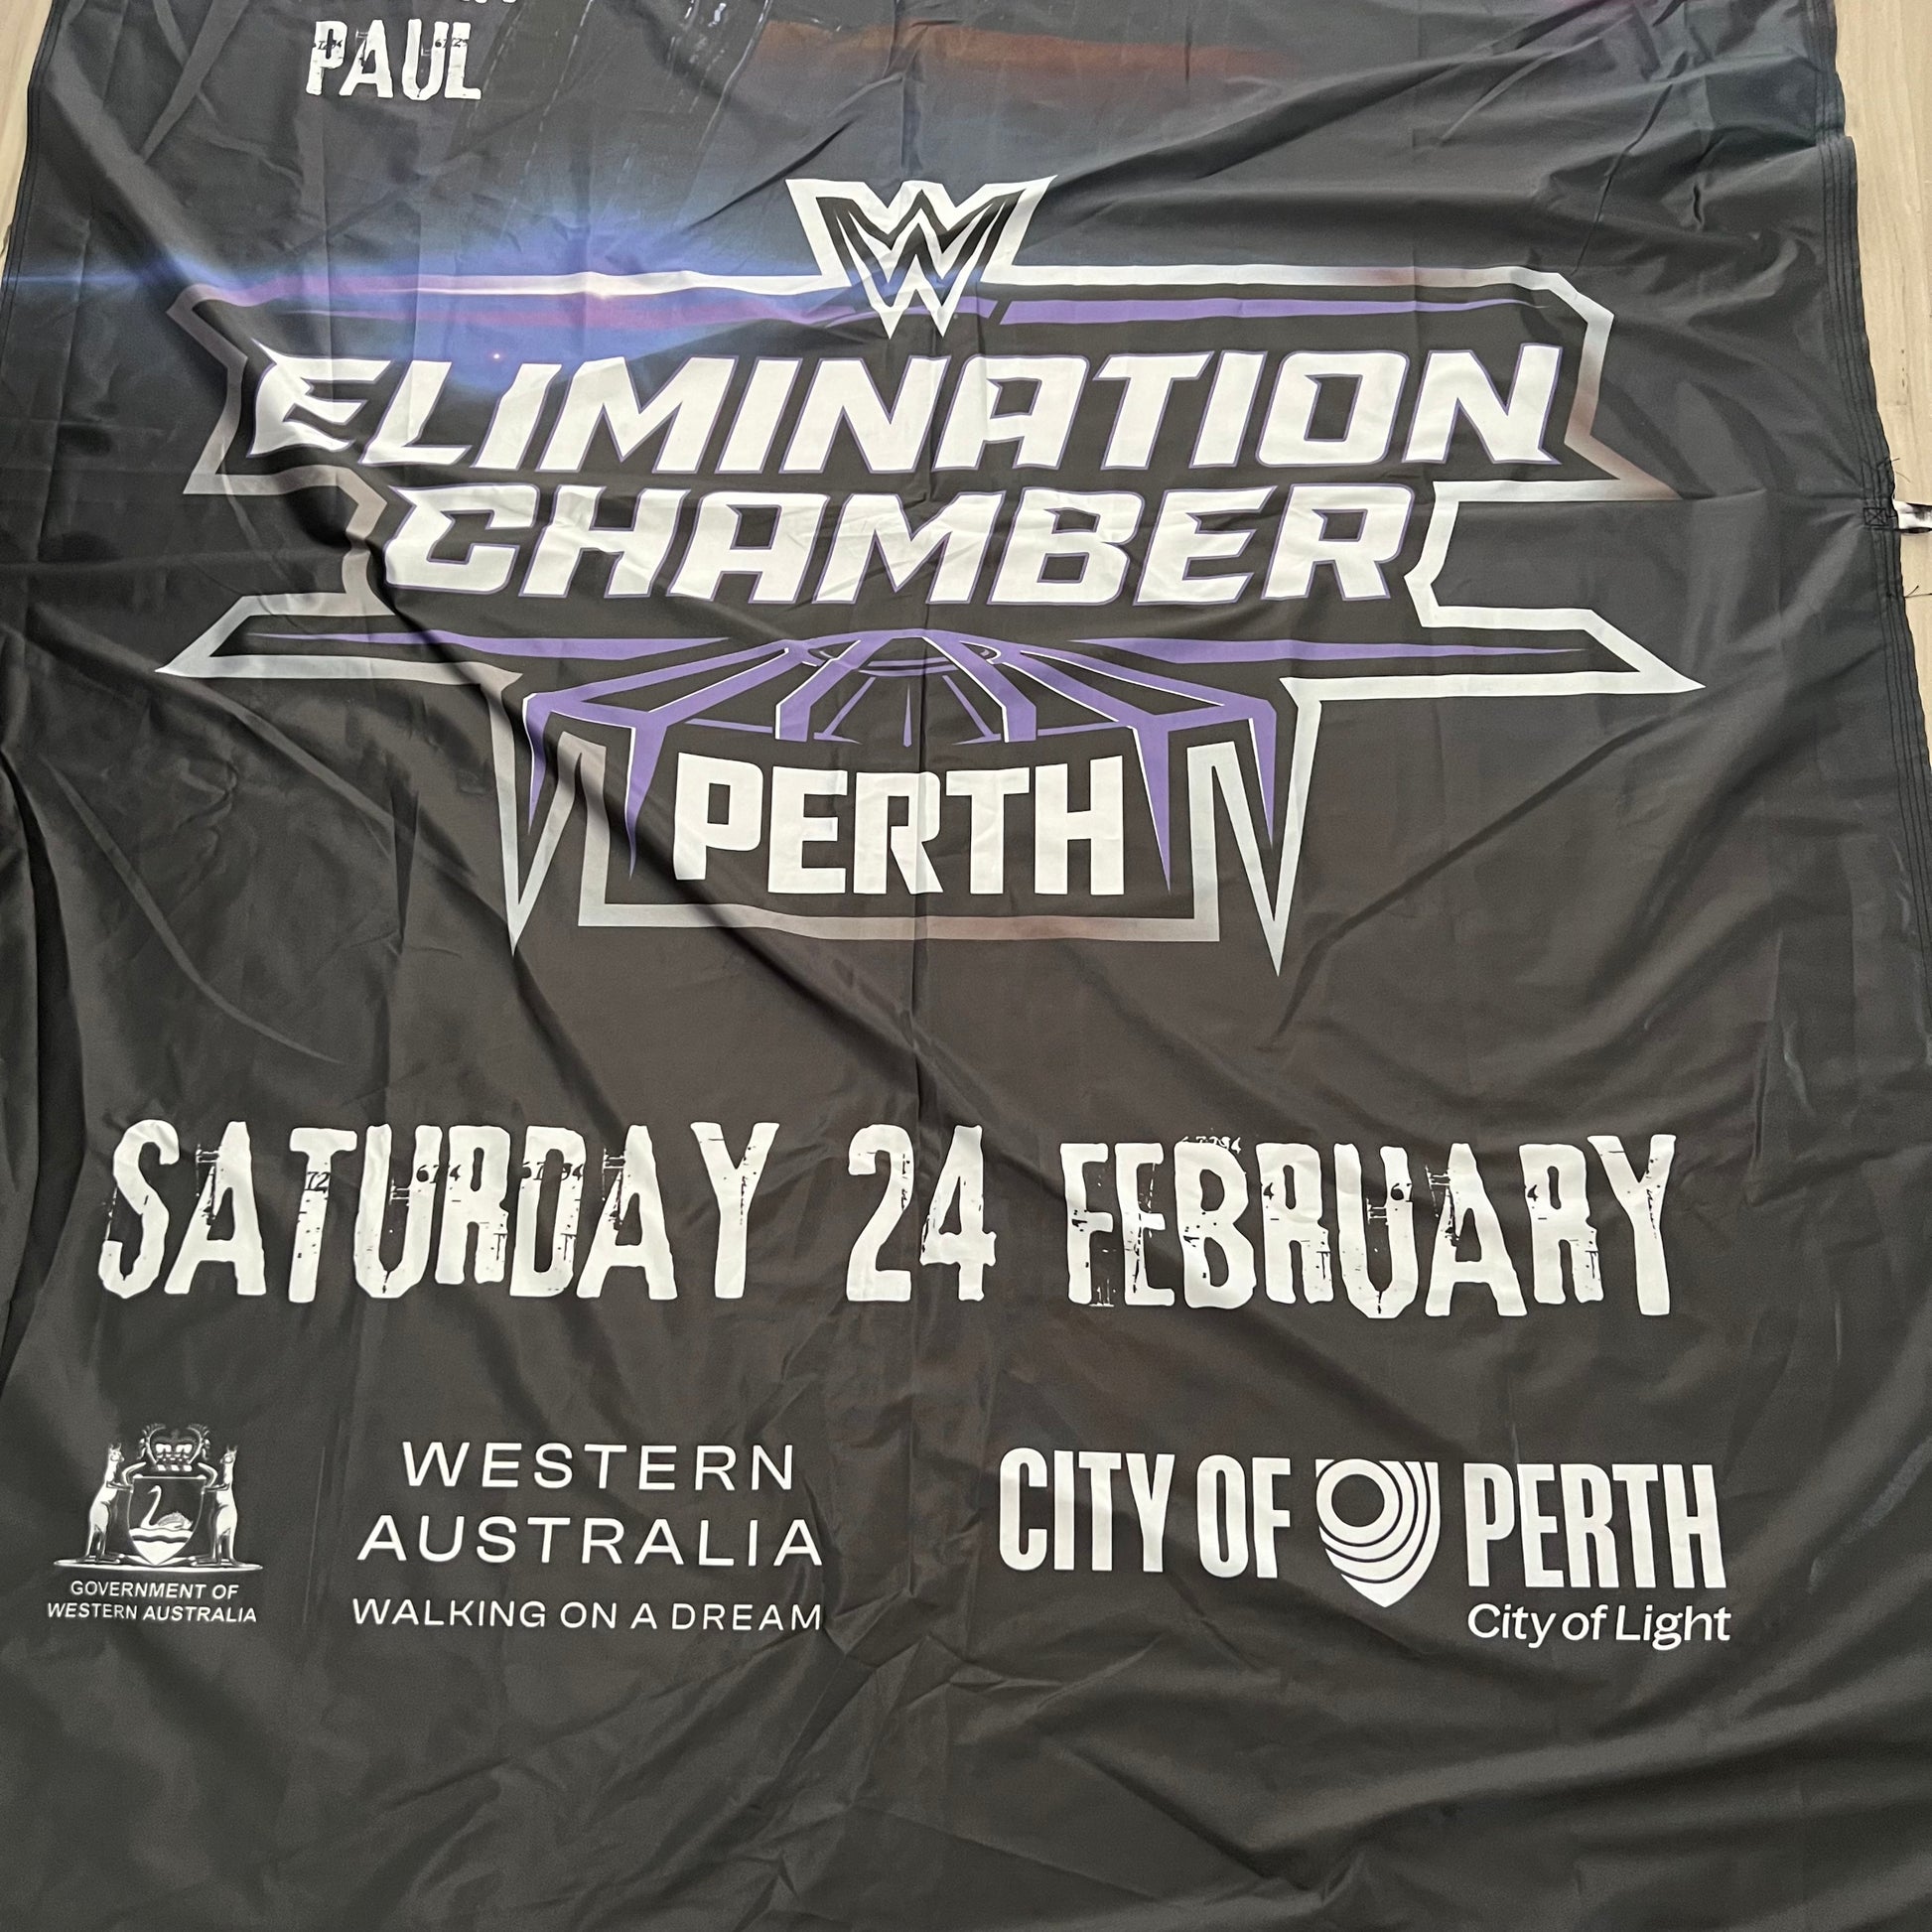 PAUL
W
ELIMINATION
CHAMBER
PERTH
SATURDAY 24 FEBRUARY
GOVERNMENT OF
WESTERN AUSTRALIA
WESTERN
AUSTRALIA
WALKING ON A DREAM
CITY OF PERTH
City of Light